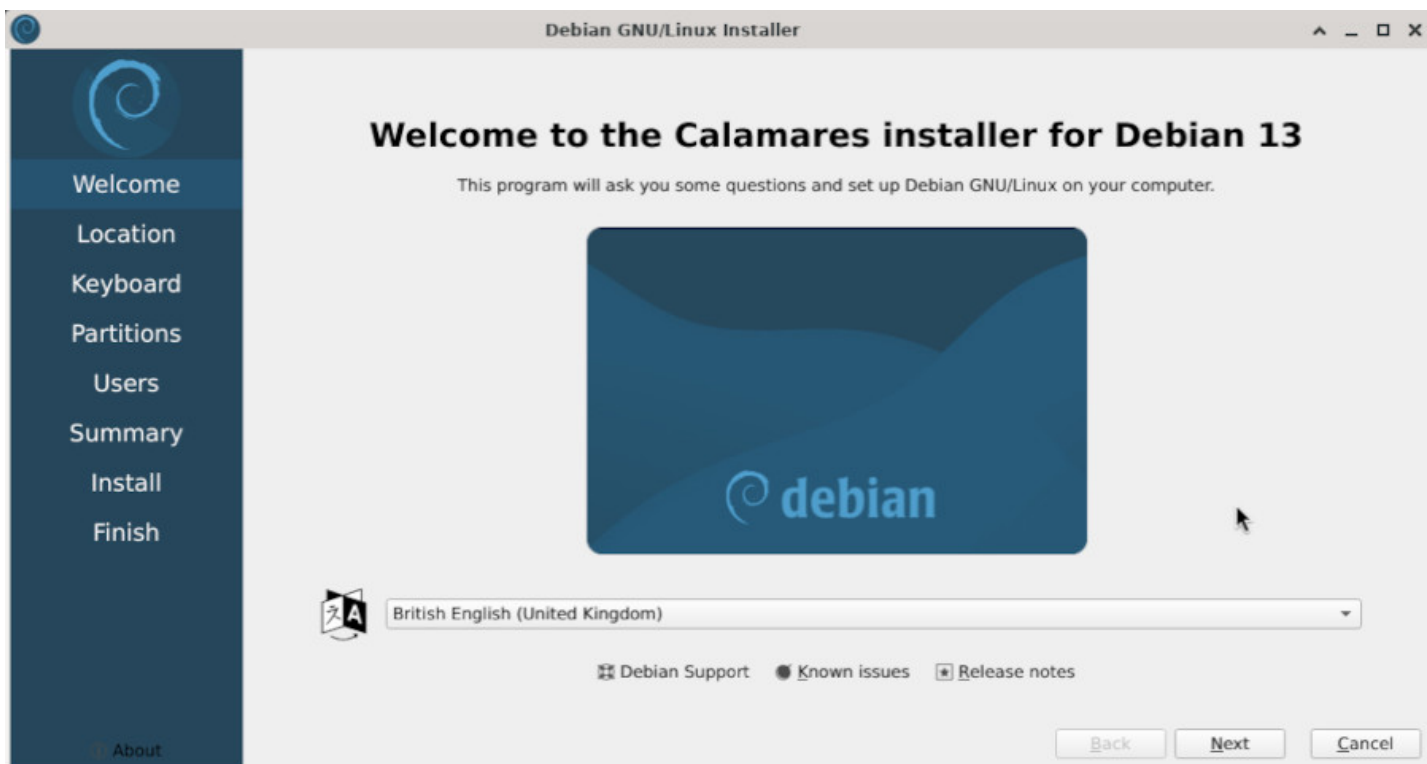 Debian GNU/Linux Installer
Welcome
Location
Keyboard
Partitions
Users
Summary
Install
Finish
About
Welcome to the Calamares installer for Debian 13
This program will ask you some questions and set up Debian GNU/Linux on your computer.
debian
British English (United Kingdom)
Debian Support Known issues Release notes
Back Next Cancel